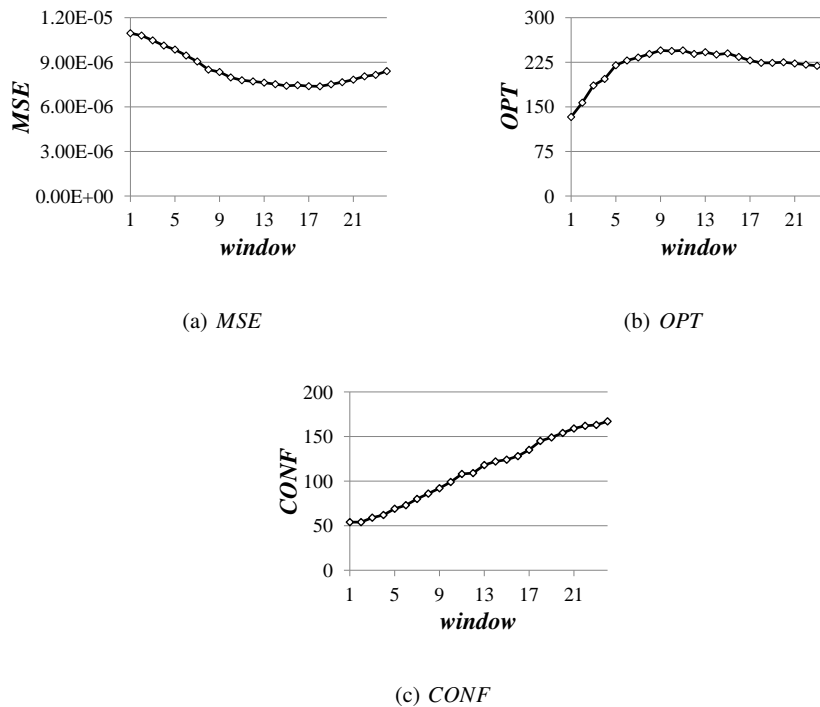 1.20E-05
9.00E-06
6.00E-06
3.00E-06
0.00E+00
MSE
1 5 9 13 17 21
window
(a) MSE
300
225
150
75
0
OPT
1 5 9 13 17 21
window
(b) OPT
200
150
100
50
0
CONF
1 5 9 13 17 21
window
(c) CONF